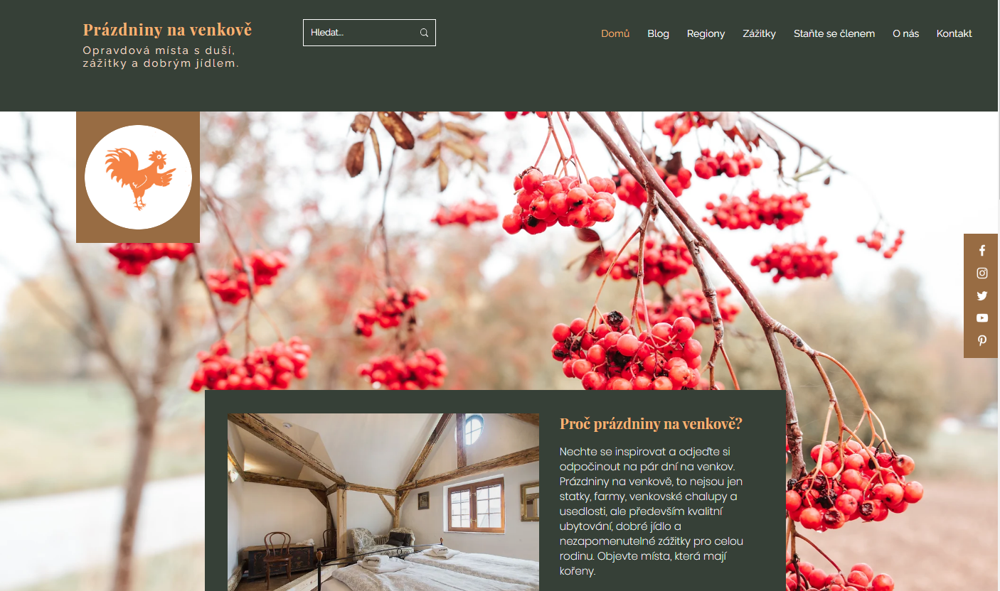 Prázdniny na venkově
Opravdová místa s duší,
zážitky a dobrým jídlem.
Hledat...
Domů
Blog
Regiony
Zážitky
Staňte se členem
O nás
Kontakt
Proč prázdniny na venkově?
Nechte se inspirovat a odjeďte si
odpočinout na pár dní na venkov.
Prázdniny na venkově, to nejsou jen
statky, farmy, venkovské chalupy a
usedlosti, ale především kvalitní
ubytování, dobré jídlo a
nezapomenutelné zážitky pro celou
rodinu. Objevte místa, která mají
kořeny.